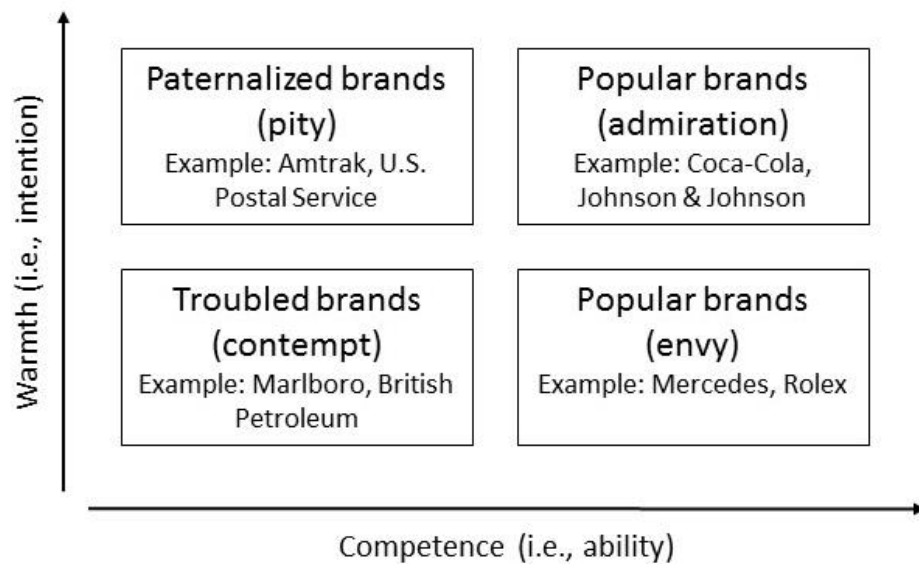 Warmth (i.e., intention)
Paternalized brands
(pity)
Example: Amtrak, U.S.
Postal Service
Popular brands
(admiration)
Example: Coca-Cola,
Johnson & Johnson
Troubled brands
(contempt)
Example: Marlboro, British
Petroleum
Popular brands
(envy)
Example: Mercedes, Rolex
Competence (i.e., ability)